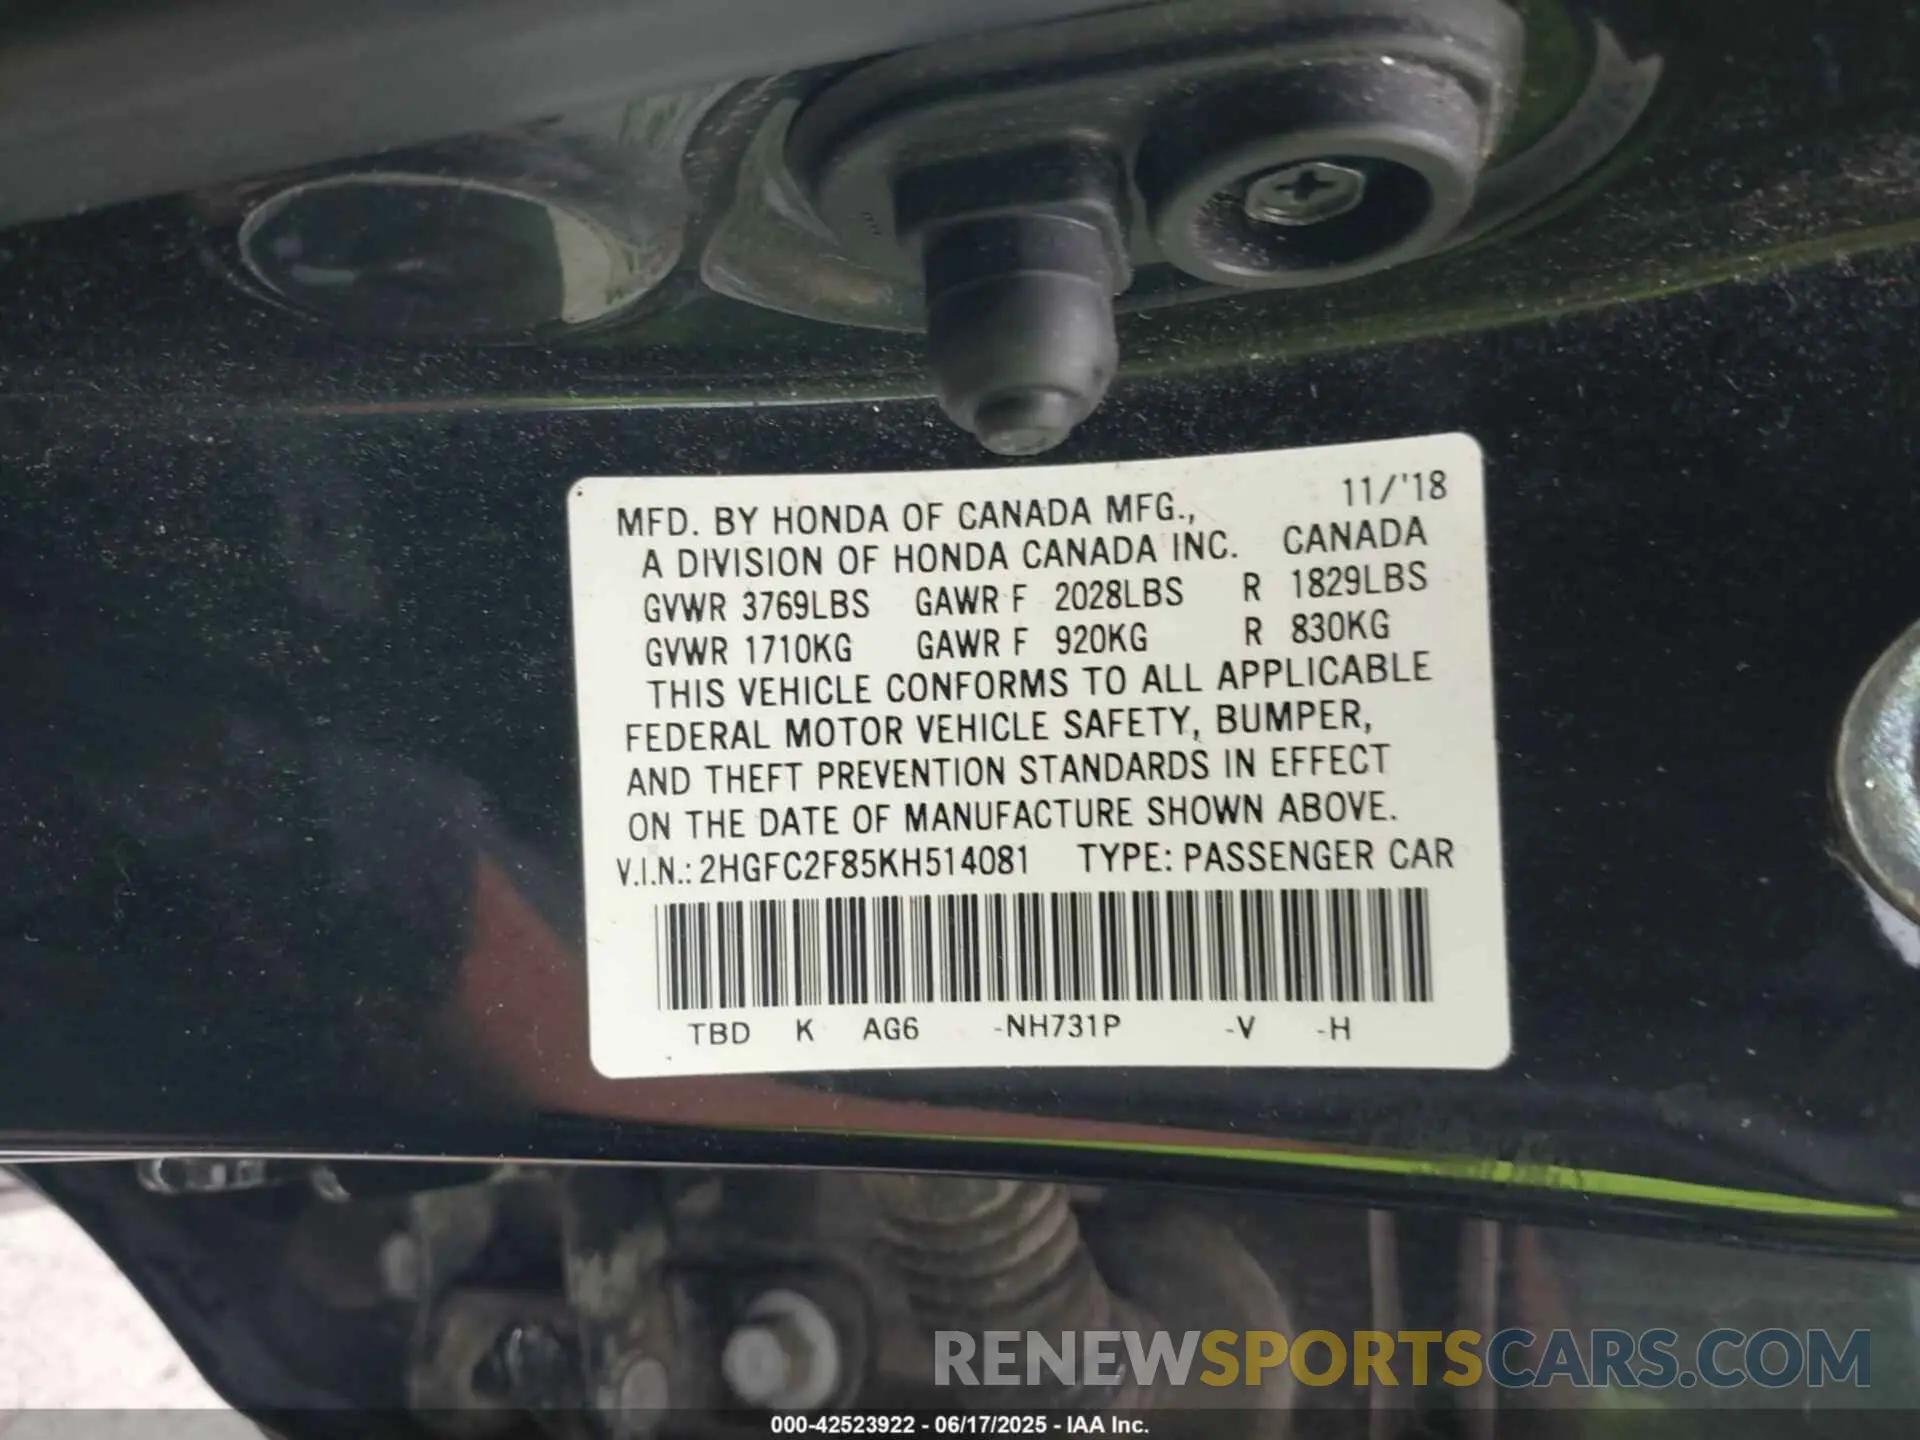 MFD. BY HONDA OF CANADA MFG., 11/'18
A DIVISION OF HONDA CANADA INC. CANADA
GVWR 3769LBS GAWR F 2028LBS R 1829LBS
GVWR 1710KG GAWR F 920KG R 830KG
THIS VEHICLE CONFORMS TO ALL APPLICABLE
FEDERAL MOTOR VEHICLE SAFETY, BUMPER,
AND THEFT PREVENTION STANDARDS IN EFFECT
ON THE DATE OF MANUFACTURE SHOWN ABOVE.
V.I.N.: 2HGFC2F85KH514081 TYPE: PASSENGER CAR
TBD K AG6 -NH731P -V -H
RENEWSPORTSCARS.COM
000-42523922 - 06/17/2025 - IAA Inc.